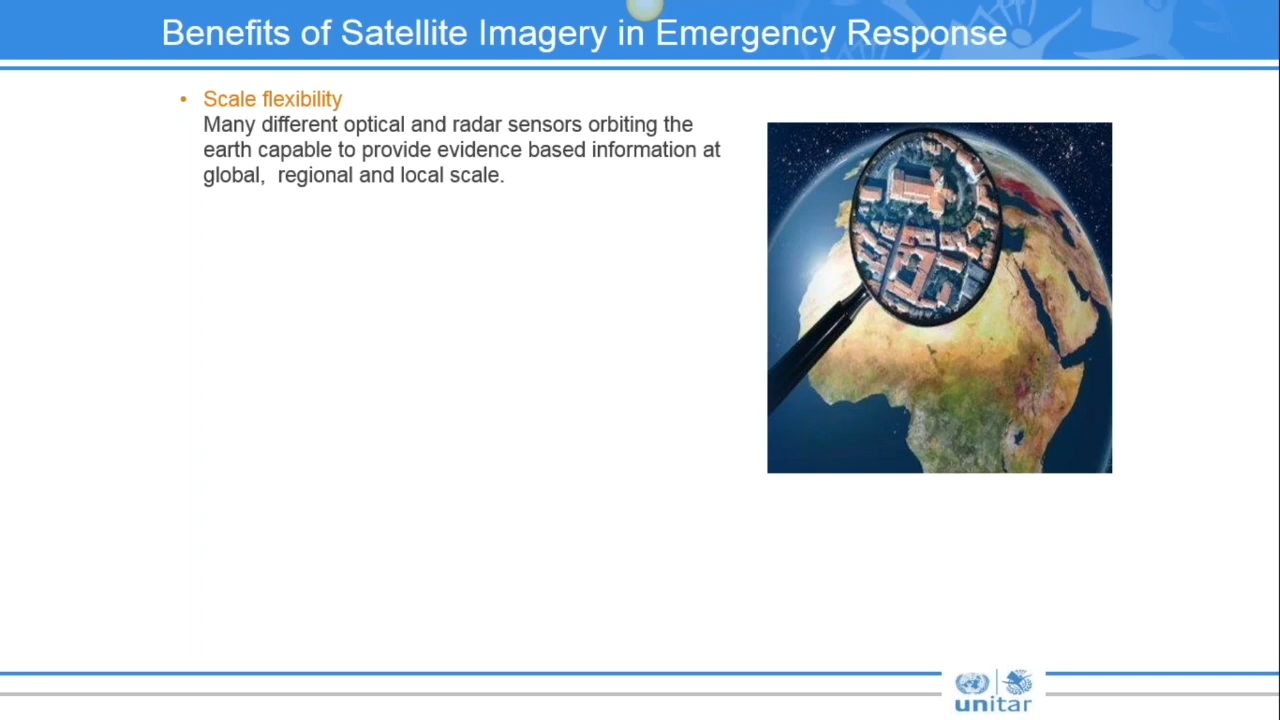 Benefits of Satellite Imagery in Emergency Response
• Scale flexibility
Many different optical and radar sensors orbiting the
earth capable to provide evidence based information at
global,  regional and local scale.
unitar